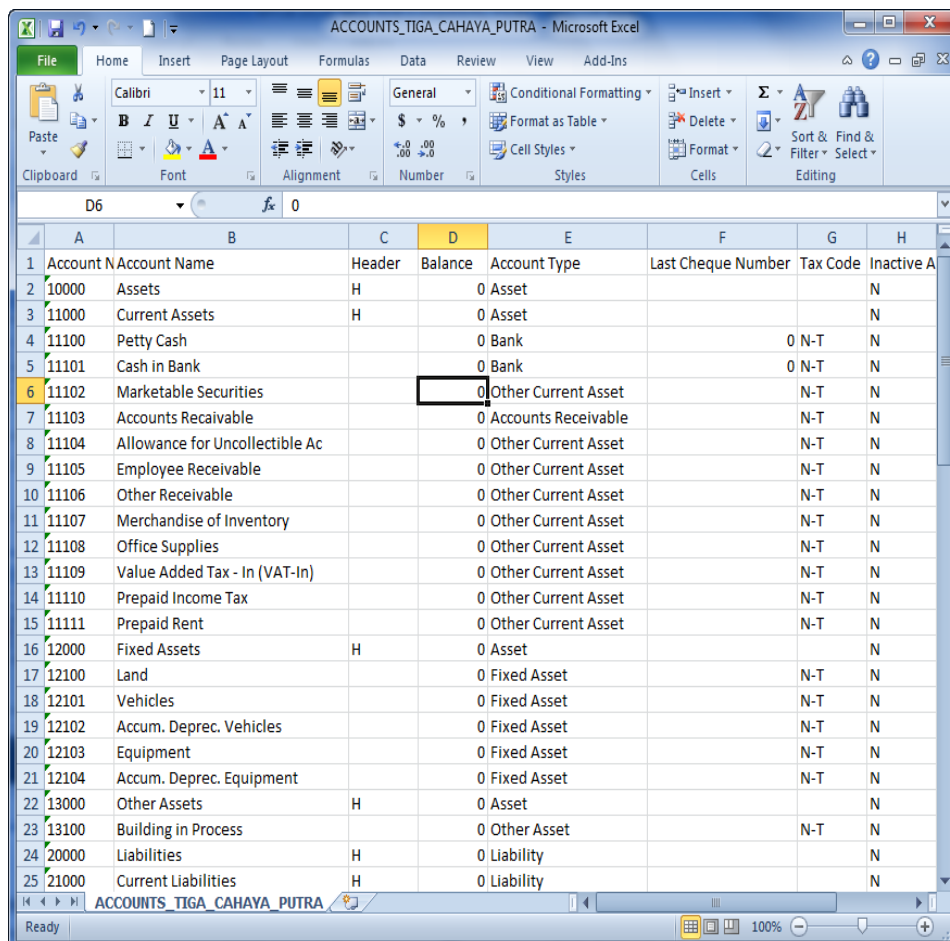 ACCOUNTS_TIGA_CAHAYA_PUTRA - Microsoft Excel
File Home Insert Page Layout Formulas Data Review View Add-Ins
Calibri 11 General Conditional Formatting Insert Σ
Paste B I U A A $ % , Format as Table Delete Sort & Filter Find & Select
A Cell Styles Format
Clipboard Font Alignment Number Styles Cells Editing
D6 fx 0
A B C D E F G H
1 Account N Account Name Header Balance Account Type Last Cheque Number Tax Code Inactive A
2 10000 Assets H 0 Asset N
3 11000 Current Assets H 0 Asset N
4 11100 Petty Cash 0 Bank 0 N-T N
5 11101 Cash in Bank 0 Bank 0 N-T N
6 11102 Marketable Securities 0 Other Current Asset N-T N
7 11103 Accounts Recaivable 0 Accounts Receivable N-T N
8 11104 Allowance for Uncollectible Ac 0 Other Current Asset N-T N
9 11105 Employee Receivable 0 Other Current Asset N-T N
10 11106 Other Receivable 0 Other Current Asset N-T N
11 11107 Merchandise of Inventory 0 Other Current Asset N-T N
12 11108 Office Supplies 0 Other Current Asset N-T N
13 11109 Value Added Tax - In (VAT-In) 0 Other Current Asset N-T N
14 11110 Prepaid Income Tax 0 Other Current Asset N-T N
15 11111 Prepaid Rent 0 Other Current Asset N-T N
16 12000 Fixed Assets H 0 Asset N
17 12100 Land 0 Fixed Asset N-T N
18 12101 Vehicles 0 Fixed Asset N-T N
19 12102 Accum. Deprec. Vehicles 0 Fixed Asset N-T N
20 12103 Equipment 0 Fixed Asset N-T N
21 12104 Accum. Deprec. Equipment 0 Fixed Asset N-T N
22 13000 Other Assets H 0 Asset N
23 13100 Building in Process 0 Other Asset N-T N
24 20000 Liabilities H 0 Liability N
25 21000 Current Liabilities H 0 Liability N
ACCOUNTS_TIGA_CAHAYA_PUTRA
Ready 100%